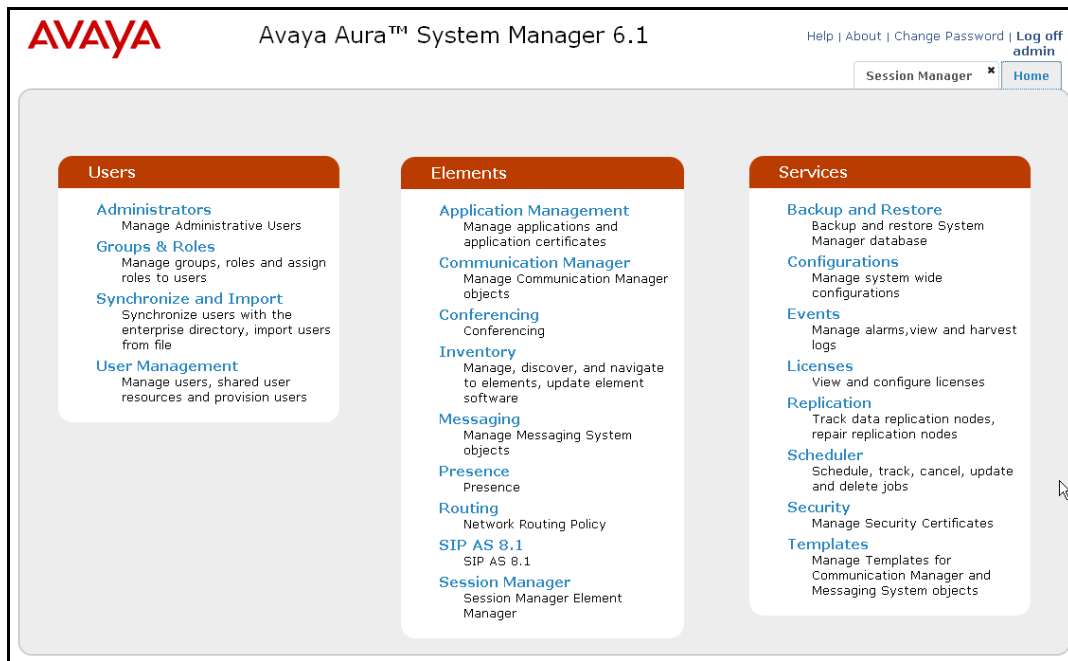 AVAYA
Avaya Aura™ System Manager 6.1
Help | About | Change Password | Log off
admin
Session Manager ✖
Home
Users
Administrators
Manage Administrative Users
Groups & Roles
Manage groups, roles and assign
roles to users
Synchronize and Import
Synchronize users with the
enterprise directory, import users
from file
User Management
Manage users, shared user
resources and provision users
Elements
Application Management
Manage applications and
application certificates
Communication Manager
Manage Communication Manager
objects
Conferencing
Conferencing
Inventory
Manage, discover, and navigate
to elements, update element
software
Messaging
Manage Messaging System
objects
Presence
Presence
Routing
Network Routing Policy
SIP AS 8.1
SIP AS 8.1
Session Manager
Session Manager Element
Manager
Services
Backup and Restore
Backup and restore System
Manager database
Configurations
Manage system wide
configurations
Events
Manage alarms,view and harvest
logs
Licenses
View and configure licenses
Replication
Track data replication nodes,
repair replication nodes
Scheduler
Schedule, track, cancel, update
and delete jobs
Security
Manage Security Certificates
Templates
Manage Templates for
Communication Manager and
Messaging System objects